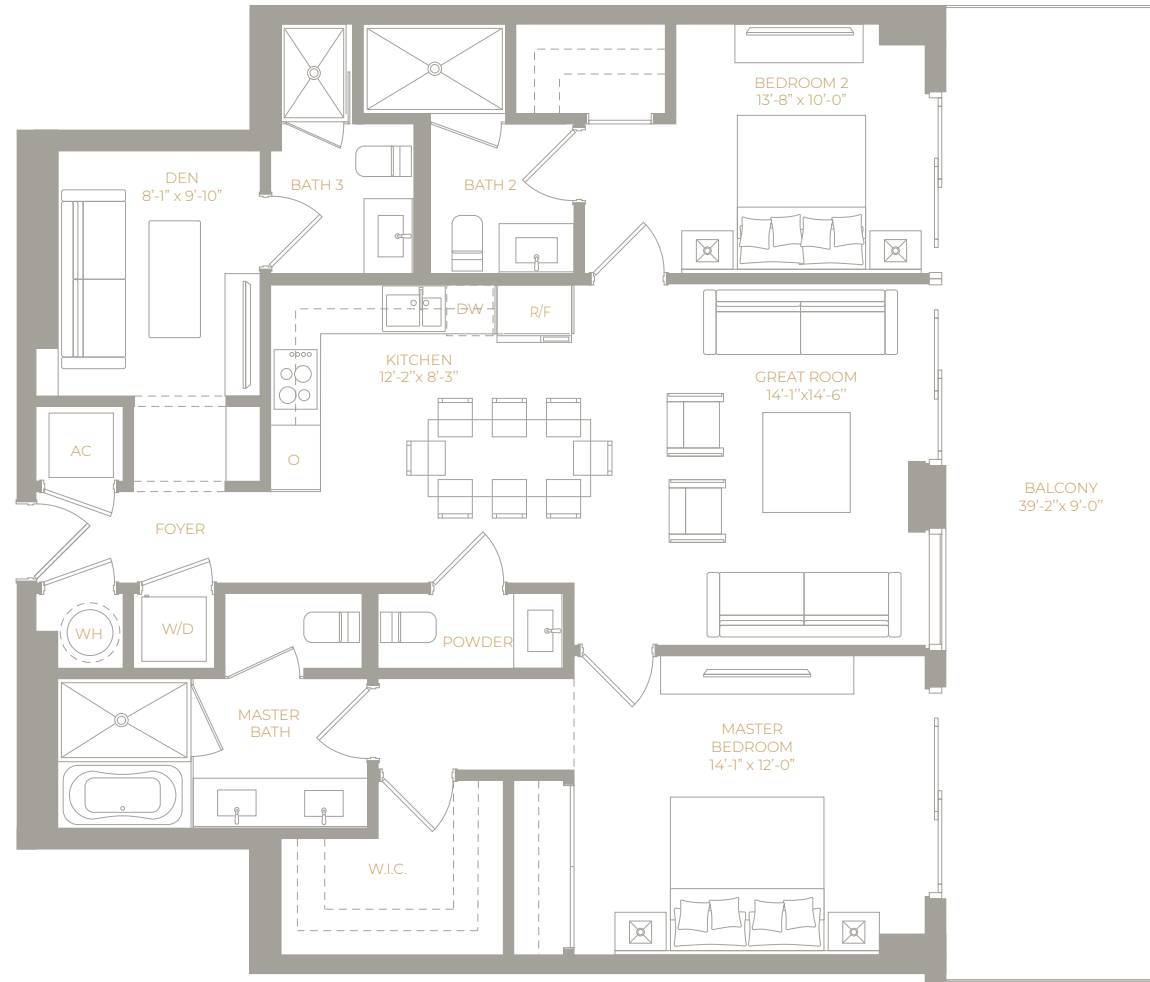 BEDROOM 2
13'-8" x 10'-0"
DEN
8'-1" x 9'-10"
BATH 3
BATH 2
DW
R/F
KITCHEN
12'-2"x 8'-3"
GREAT ROOM
14'-1"x14'-6"
AC
O
BALCONY
39'-2"x 9'-0"
FOYER
WH
W/D
POWDER
MASTER
BATH
MASTER
BEDROOM
14'-1" x 12'-0"
W.I.C.